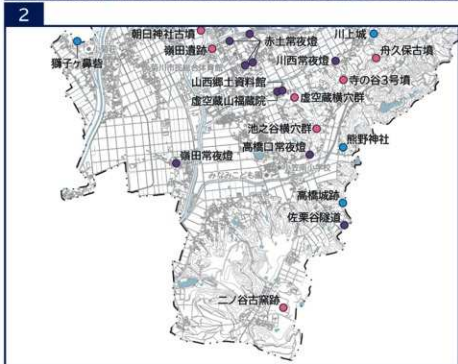 2
朝日神社古墳
赤土常夜燈
川上城
獅子ヶ鼻砦
嶺田遺跡
川西常夜燈
舟久保古墳
山西郷土資料館
寺の谷3号墳
虚空蔵山福蔵院
虚空蔵横穴群
池之谷横穴群
高橋口常夜燈
熊野神社
嶺田常夜燈
高橋城跡
佐栗谷隧道
二ノ谷古窯跡